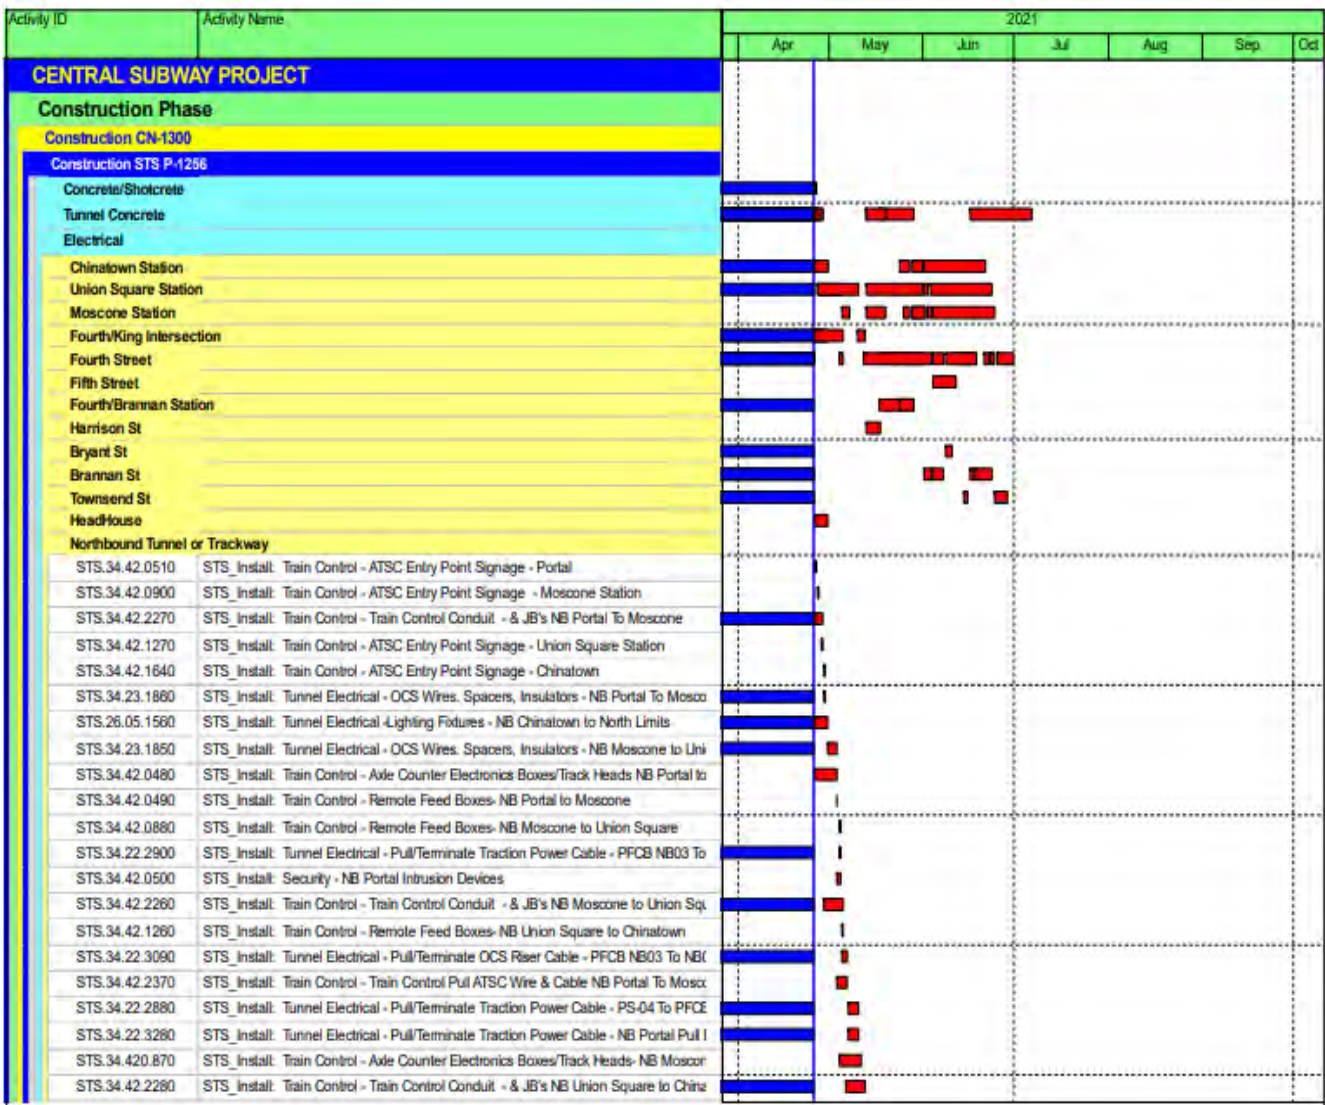 Activity ID Activity Name 2021
Apr May Jun Jul Aug Sep Oct
CENTRAL SUBWAY PROJECT
Construction Phase
Construction CN-1300
Construction STS P-1256
Concrete/Shotcrete
Tunnel Concrete
Electrical
Chinatown Station
Union Square Station
Moscone Station
Fourth/King Intersection
Fourth Street
Fifth Street
Fourth/Brannan Station
Harrison St
Bryant St
Brannan St
Townsend St
HeadHouse
Northbound Tunnel or Trackway
STS.34.42.0510 STS_Install: Train Control - ATSC Entry Point Signage - Portal
STS.34.42.0900 STS_Install: Train Control - ATSC Entry Point Signage - Moscone Station
STS.34.42.2270 STS_Install: Train Control - Train Control Conduit - & JB's NB Portal To Moscone
STS.34.42.1270 STS_Install: Train Control - ATSC Entry Point Signage - Union Square Station
STS.34.42.1640 STS_Install: Train Control - ATSC Entry Point Signage - Chinatown
STS.34.23.1860 STS_Install: Tunnel Electrical - OCS Wires. Spacers, Insulators - NB Portal To Mosco
STS.26.05.1560 STS_Install: Tunnel Electrical -Lighting Fixtures - NB Chinatown to North Limits
STS.34.23.1850 STS_Install: Tunnel Electrical - OCS Wires. Spacers, Insulators - NB Moscone to Uni
STS.34.42.0480 STS_Install: Train Control - Axle Counter Electronics Boxes/Track Heads NB Portal to
STS.34.42.0490 STS_Install: Train Control - Remote Feed Boxes- NB Portal to Moscone
STS.34.42.0880 STS_Install: Train Control - Remote Feed Boxes- NB Moscone to Union Square
STS.34.22.2900 STS_Install: Tunnel Electrical - Pull/Terminate Traction Power Cable - PFCB NB03 To
STS.34.42.0500 STS_Install: Security - NB Portal Intrusion Devices
STS.34.42.2260 STS_Install: Train Control - Train Control Conduit - & JB's NB Moscone to Union Squ
STS.34.42.1260 STS_Install: Train Control - Remote Feed Boxes- NB Union Square to Chinatown
STS.34.22.3090 STS_Install: Tunnel Electrical - Pull/Terminate OCS Riser Cable - PFCB NB03 To NB(
STS.34.42.2370 STS_Install: Train Control - Train Control Pull ATSC Wire & Cable NB Portal To Mosc
STS.34.22.2880 STS_Install: Tunnel Electrical - Pull/Terminate Traction Power Cable - PS-04 To PFCB
STS.34.22.3280 STS_Install: Tunnel Electrical - Pull/Terminate Traction Power Cable - NB Portal Pull
STS.34.420.870 STS_Install: Train Control - Axle Counter Electronics Boxes/Track Heads- NB Moscon
STS.34.42.2280 STS_Install: Train Control - Train Control Conduit - & JB's NB Union Square to China